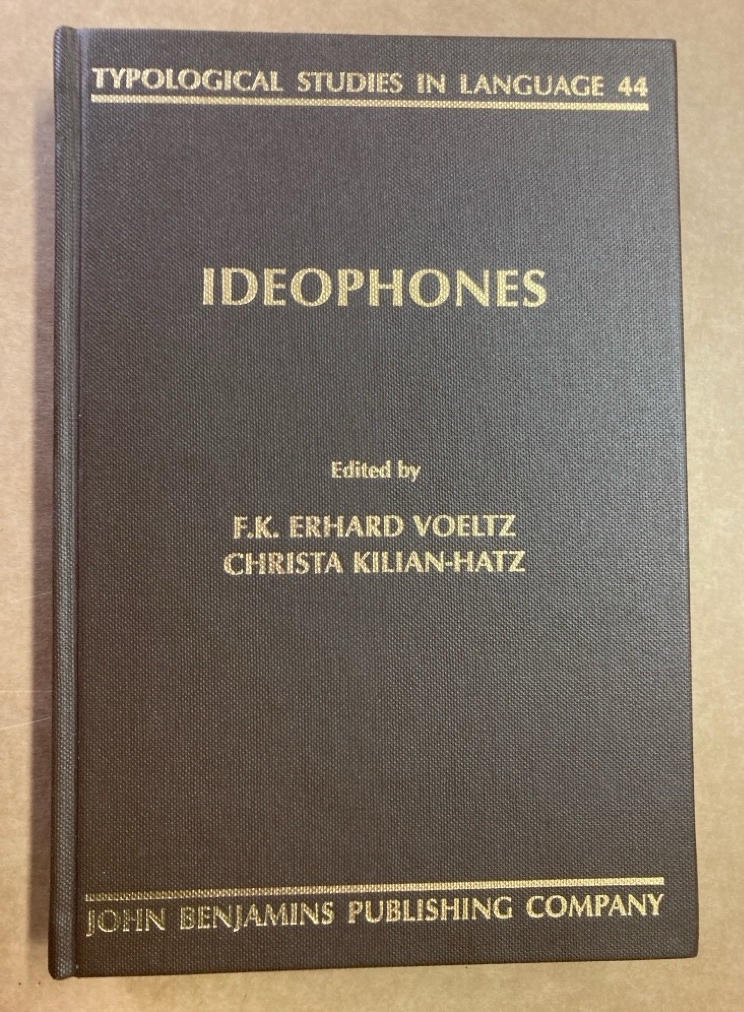 TYPOLOGICAL STUDIES IN LANGUAGE 44
IDEOPHONES
Edited by
F.K. ERHARD VOELTZ
CHRISTA KILIAN-HATZ
JOHN BENJAMINS PUBLISHING COMPANY